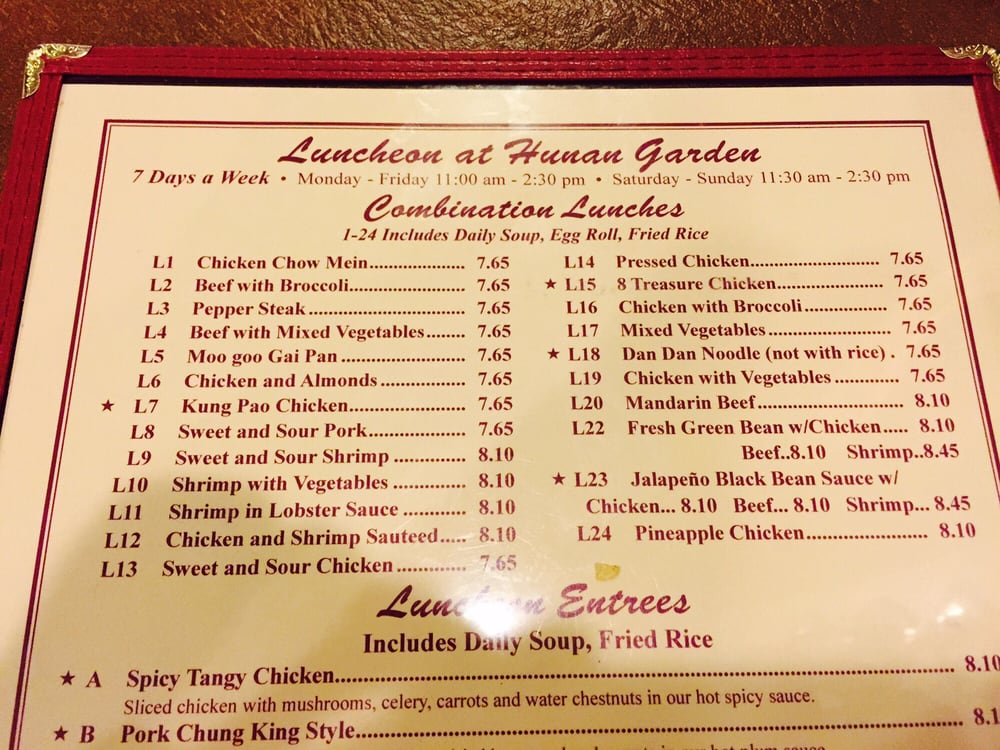 Luncheon at Hunan Garden
7 Days a Week • Monday - Friday 11:00 am - 2:30 pm • Saturday - Sunday 11:30 am - 2:30 pm
Combination Lunches
1-24 Includes Daily Soup, Egg Roll, Fried Rice
L1 Chicken Chow Mein.................... 7.65
L2 Beef with Broccoli........................ 7.65
L3 Pepper Steak ................................ 7.65
L4 Beef with Mixed Vegetables........ 7.65
L5 Moo goo Gai Pan ......................... 7.65
L6 Chicken and Almonds ................. 7.65
★ L7 Kung Pao Chicken....................... 7.65
L8 Sweet and Sour Pork................... 7.65
L9 Sweet and Sour Shrimp .............. 8.10
L10 Shrimp with Vegetables .............. 8.10
L11 Shrimp in Lobster Sauce ............ 8.10
L12 Chicken and Shrimp Sauteed..... 8.10
L13 Sweet and Sour Chicken ............ 7.65
L14 Pressed Chicken........................... 7.65
★ L15 8 Treasure Chicken....................... 7.65
L16 Chicken with Broccoli................... 7.65
L17 Mixed Vegetables.......................... 7.65
★ L18 Dan Dan Noodle (not with rice) . 7.65
L19 Chicken with Vegetables ............. 7.65
L20 Mandarin Beef.............................. 8.10
L22 Fresh Green Bean w/Chicken..... 8.10
Beef..8.10 Shrimp..8.45
★ L23 Jalapeño Black Bean Sauce w/
Chicken... 8.10 Beef... 8.10 Shrimp... 8.45
L24 Pineapple Chicken........................ 8.10
Luncheon Entrees
Includes Daily Soup, Fried Rice
★ A Spicy Tangy Chicken.................................................................. 8.10
Sliced chicken with mushrooms, celery, carrots and water chestnuts in our hot spicy sauce.
★ B Pork Chung King Style..................................................................